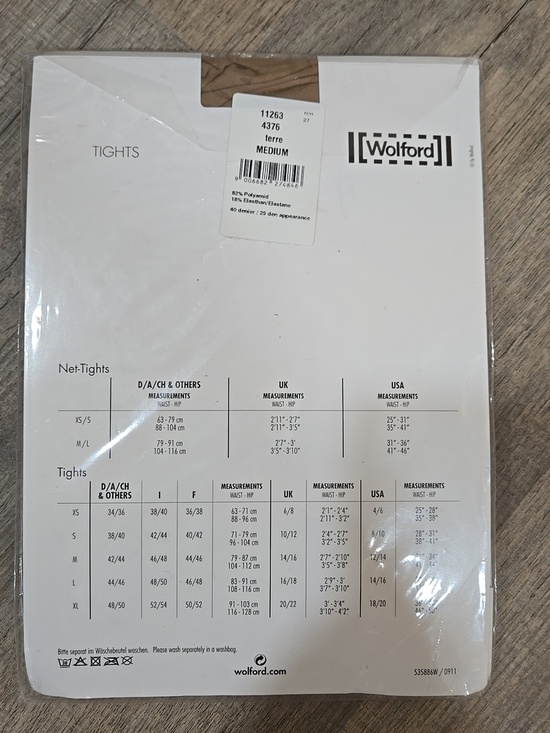 11263
4376
terre
MEDIUM
27
9 006682 274846
82% Polyamid
18% Elasthan/Elastane
40 denier / 25 den appearance
TIGHTS
[Wolford]
© by Wolford
Net-Tights
D/A/CH & OTHERS UK USA
MEASUREMENTS MEASUREMENTS MEASUREMENTS
WAIST - HIP WAIST - HIP WAIST - HIP
XS/S 63 - 79 cm 2'11" - 2'7" 25" - 31"
88 - 104 cm 2'11" - 3'5" 35" - 41"
M/L 79 - 91 cm 2'7" - 3' 31" - 36"
104 - 116 cm 3'5" - 3'10" 41" - 46"
Tights
D/A/CH MEASUREMENTS MEASUREMENTS MEASUREMENTS
& OTHERS I F WAIST - HIP UK WAIST - HIP USA WAIST - HIP
XS 34/36 38/40 36/38 63 - 71 cm 6/8 2'1" - 2'4" 4/6 25" - 28"
88 - 96 cm 2'11" - 3'2" 35" - 38"
S 38/40 42/44 40/42 71 - 79 cm 10/12 2'4" - 2'7" 8/10 28" - 31"
96 - 104 cm 3'2" - 3'5" 38" - 41"
M 42/44 46/48 44/46 79 - 87 cm 14/16 2'7" - 2'10" 12/14
104 - 112 cm 3'5" - 3'8"
L 44/46 48/50 46/48 83 - 91 cm 16/18 2'9" - 3' 14/16
108 - 116 cm 3'7" - 3'10"
XL 48/50 52/54 50/52 91 - 103 cm 20/22 3' - 3'4" 18/20
116 - 128 cm 3'10" - 4'2"
Bitte separat im Wäschebeutel waschen. Please wash separately in a washbag.
wolford.com
S35886W / 0911